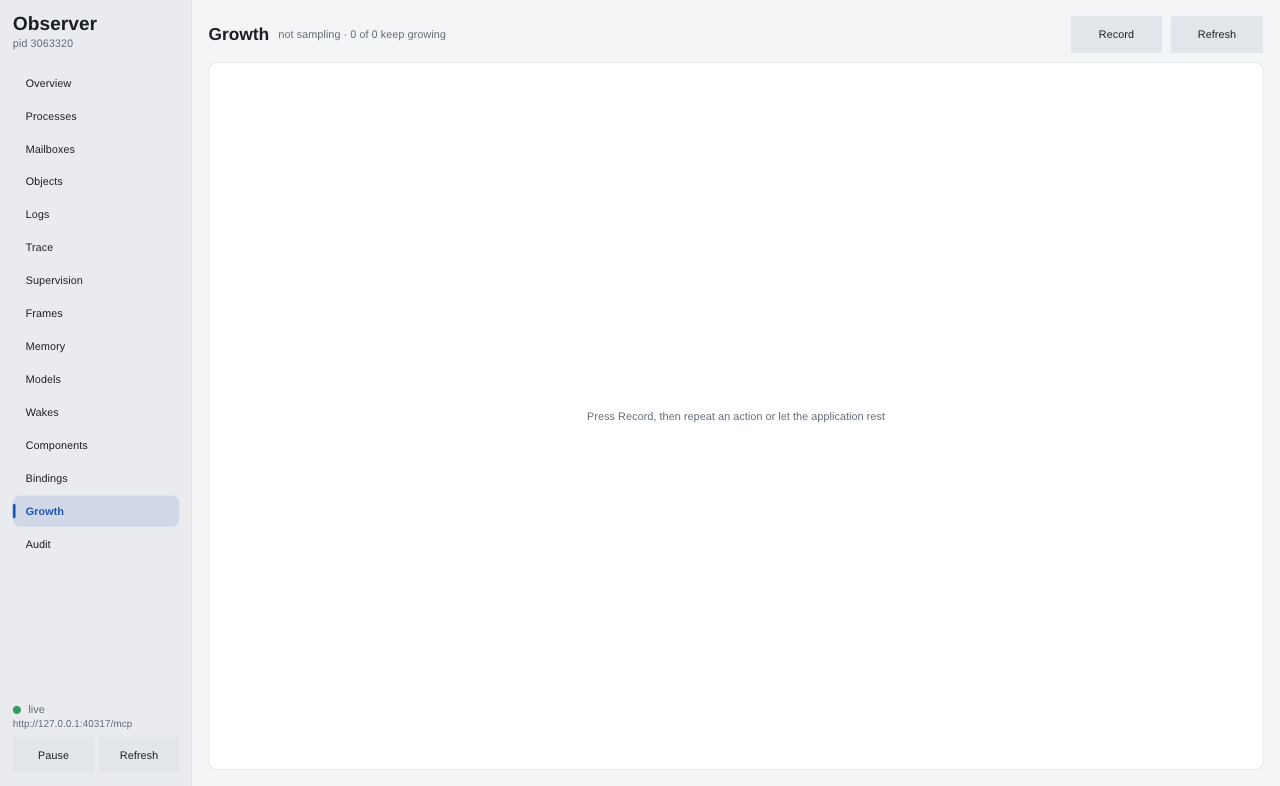 Observer
pid 3063320
Overview
Processes
Mailboxes
Objects
Logs
Trace
Supervision
Frames
Memory
Models
Wakes
Components
Bindings
Growth
Audit
live
http://127.0.0.1:40317/mcp
Pause Refresh
Growth not sampling · 0 of 0 keep growing Record Refresh
Press Record, then repeat an action or let the application rest